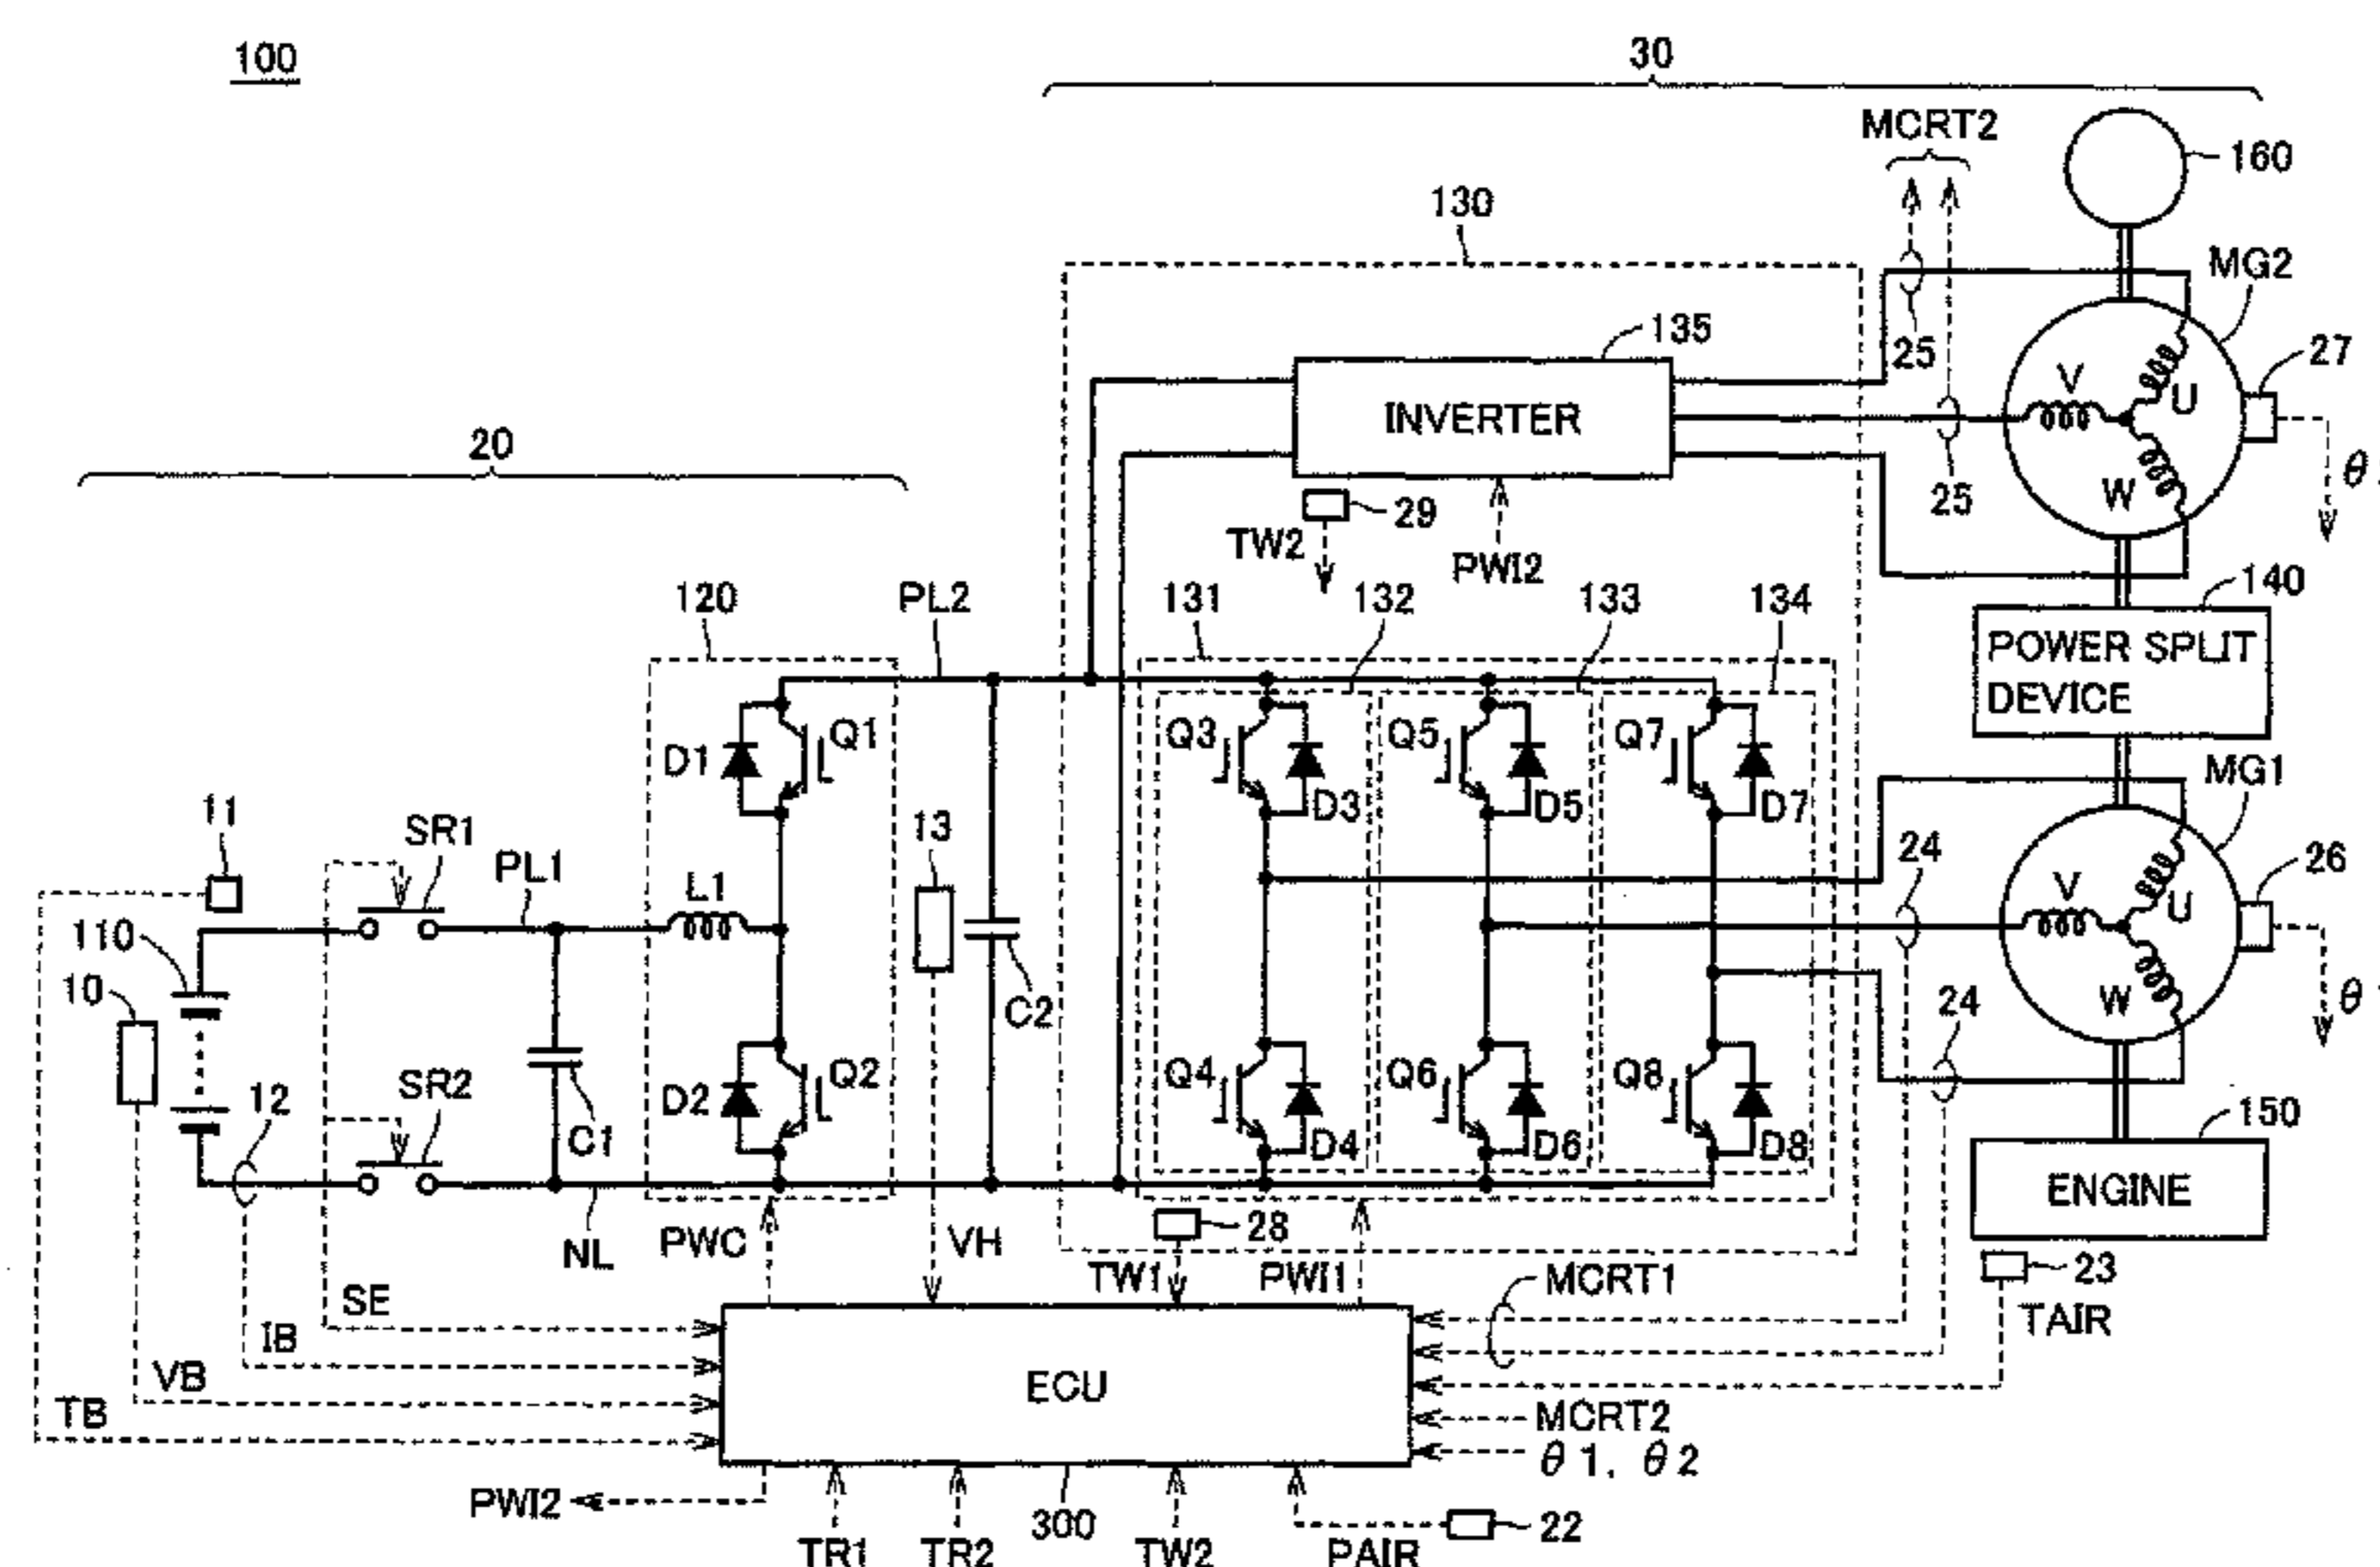 100
30
MCRT2
160
130
MG2
135
25
27
INVERTER
V
U
W
θ
20
29
25
TW2
PWI2
140
120
PL2
131
132
133
134
POWER SPLIT
DEVICE
D1
Q1
Q3
D3
Q5
D5
Q7
D7
MG1
11
SR1
13
24
26
PL1
L1
V
U
W
110
10
C2
θ
24
SR2
12
C1
D2
Q2
Q4
D4
Q6
D6
Q8
D8
150
ENGINE
NL
PWC
VH
28
TW1
PWI1
MCRT1
23
TAIR
SE
IB
VB
TB
ECU
MCRT2
θ1, θ2
PWI2
300
22
TR1
TR2
TW2
PAIR